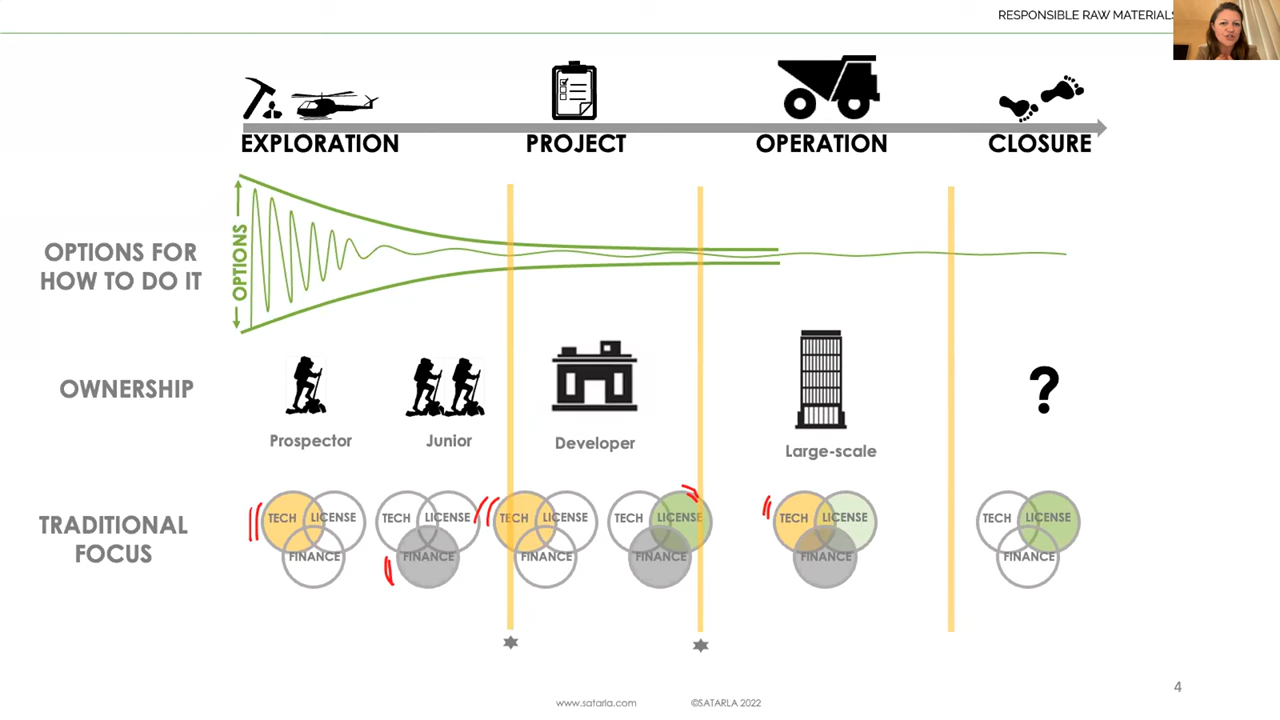 RESPONSIBLE RAW MATERIALS
EXPLORATION
PROJECT
OPERATION
CLOSURE
OPTIONS FOR
HOW TO DO IT
OPTIONS
OWNERSHIP
?
Prospector
Junior
Developer
Large-scale
TRADITIONAL
FOCUS
TECH LICENSE
FINANCE
TECH LICENSE
FINANCE
TECH LICENSE
FINANCE
TECH LICENSE
FINANCE
TECH LICENSE
FINANCE
TECH LICENSE
FINANCE
4
www.satarla.com
©SATARLA 2022